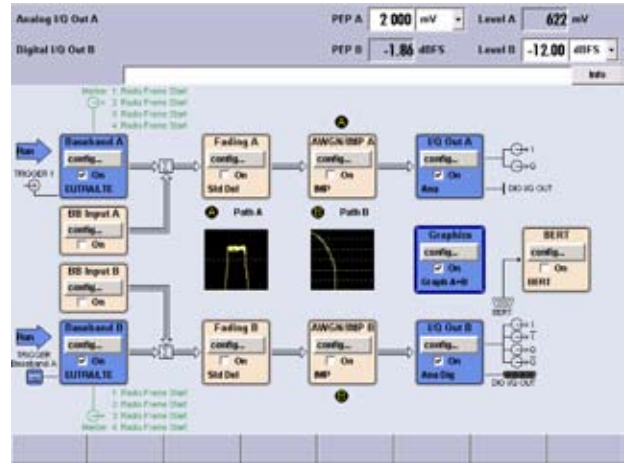 Analog I/Q Out A
PEP A 2 000 mV
Level A 622 mV
Digital I/Q Out B
PEP B -1.86 dBFS
Level B -12.00 dBFS
Info
Marker 1 Radio Frame Start
2 Radio Frame Start
3 Radio Frame Start
4 Radio Frame Start
Run
TRIGGER 1
Baseband A
config...
On
EUTRA/LTE
Fading A
config...
On
Std Del
A
AWGN/IMP A
config...
On
IMP
I/Q Out A
config...
On
Ana
I
Q
DIG I/Q OUT
BB Input A
config...
On
A Path A
B Path B
Graphics
config...
On
Graph A+B
BERT
config...
On
BERT
BERT
BB Input B
config...
On
Run
TRIGGER
Baseband A
Baseband B
config...
On
EUTRA/LTE
Fading B
config...
On
Std Del
AWGN/IMP B
config...
On
IMP
B
I/Q Out B
config...
On
Ana Dig
I
I
Q
Q
DIG I/Q OUT
1 Radio Frame Start
2 Radio Frame Start
3 Radio Frame Start
Marker 4 Radio Frame Start